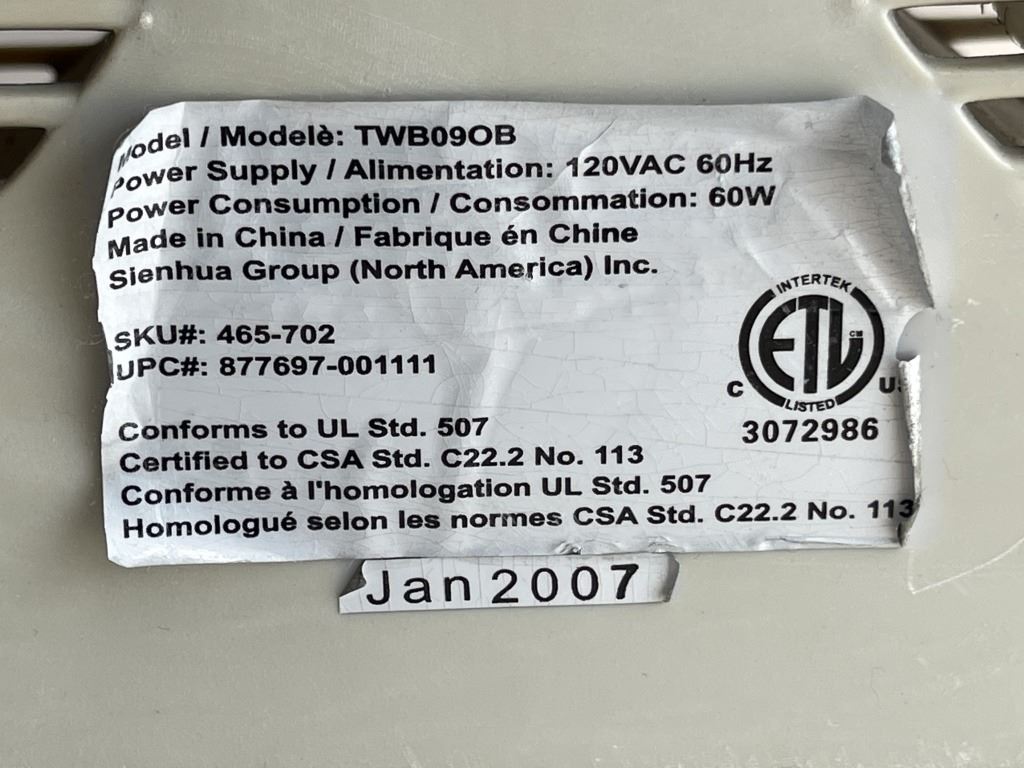 Model / Modelè: TWB09OB
Power Supply / Alimentation: 120VAC 60Hz
Power Consumption / Consommation: 60W
Made in China / Fabrique én Chine
Sienhua Group (North America) Inc.
SKU#: 465-702
UPC#: 877697-001111
INTERTEK
ETL
CM
C US
LISTED
3072986
Conforms to UL Std. 507
Certified to CSA Std. C22.2 No. 113
Conforme à l'homologation UL Std. 507
Homologué selon les normes CSA Std. C22.2 No. 113
Jan 2007